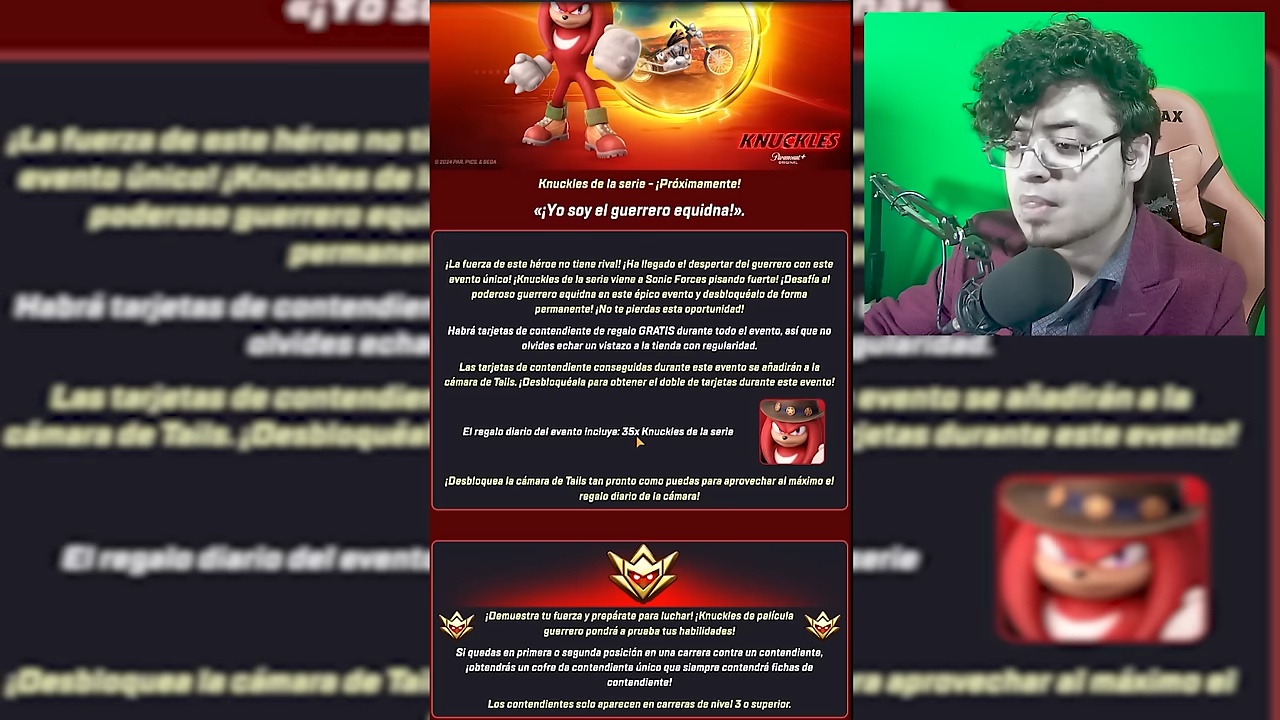 KNUCKLES
Paramount+
ORIGINAL
© 2024 PAR. PICS. & SEGA
Knuckles de la serie - ¡Próximamente!
«¡Yo soy el guerrero equidna!».
¡La fuerza de este héroe no tiene rival! ¡Ha llegado el despertar del guerrero con este
evento único! ¡Knuckles de la serie viene a Sonic Forces pisando fuerte! ¡Desafía al
poderoso guerrero equidna en este épico evento y desbloquéalo de forma
permanente! ¡No te pierdas esta oportunidad!
Habrá tarjetas de contendiente de regalo GRATIS durante todo el evento, así que no
olvides echar un vistazo a la tienda con regularidad.
Las tarjetas de contendiente conseguidas durante este evento se añadirán a la
cámara de Tails. ¡Desbloquéala para obtener el doble de tarjetas durante este evento!
El regalo diario del evento incluye: 35x Knuckles de la serie
¡Desbloquea la cámara de Tails tan pronto como puedas para aprovechar al máximo el
regalo diario de la cámara!
¡Demuestra tu fuerza y prepárate para luchar! ¡Knuckles de película
guerrero pondrá a prueba tus habilidades!
Si quedas en primera o segunda posición en una carrera contra un contendiente,
¡obtendrás un cofre de contendiente único que siempre contendrá fichas de
contendiente!
Los contendientes solo aparecen en carreras de nivel 3 o superior.
AX